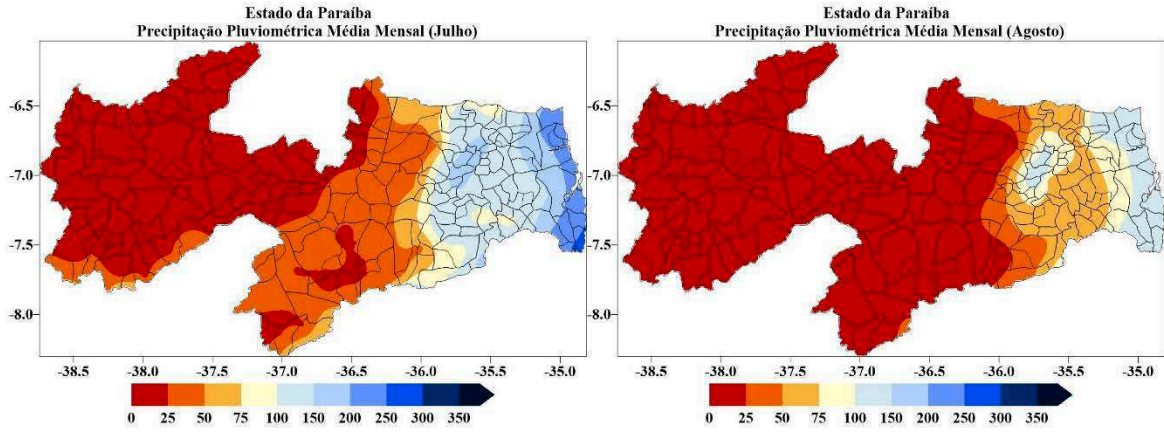 Estado da Paraíba
Precipitação Pluviométrica Média Mensal (Julho)
-6.5
-7.0
-7.5
-8.0
-38.5 -38.0 -37.5 -37.0 -36.5 -36.0 -35.5 -35.0
0 25 50 75 100 150 200 250 300 350
Estado da Paraíba
Precipitação Pluviométrica Média Mensal (Agosto)
-6.5
-7.0
-7.5
-8.0
-38.5 -38.0 -37.5 -37.0 -36.5 -36.0 -35.5 -35.0
0 25 50 75 100 150 200 250 300 350